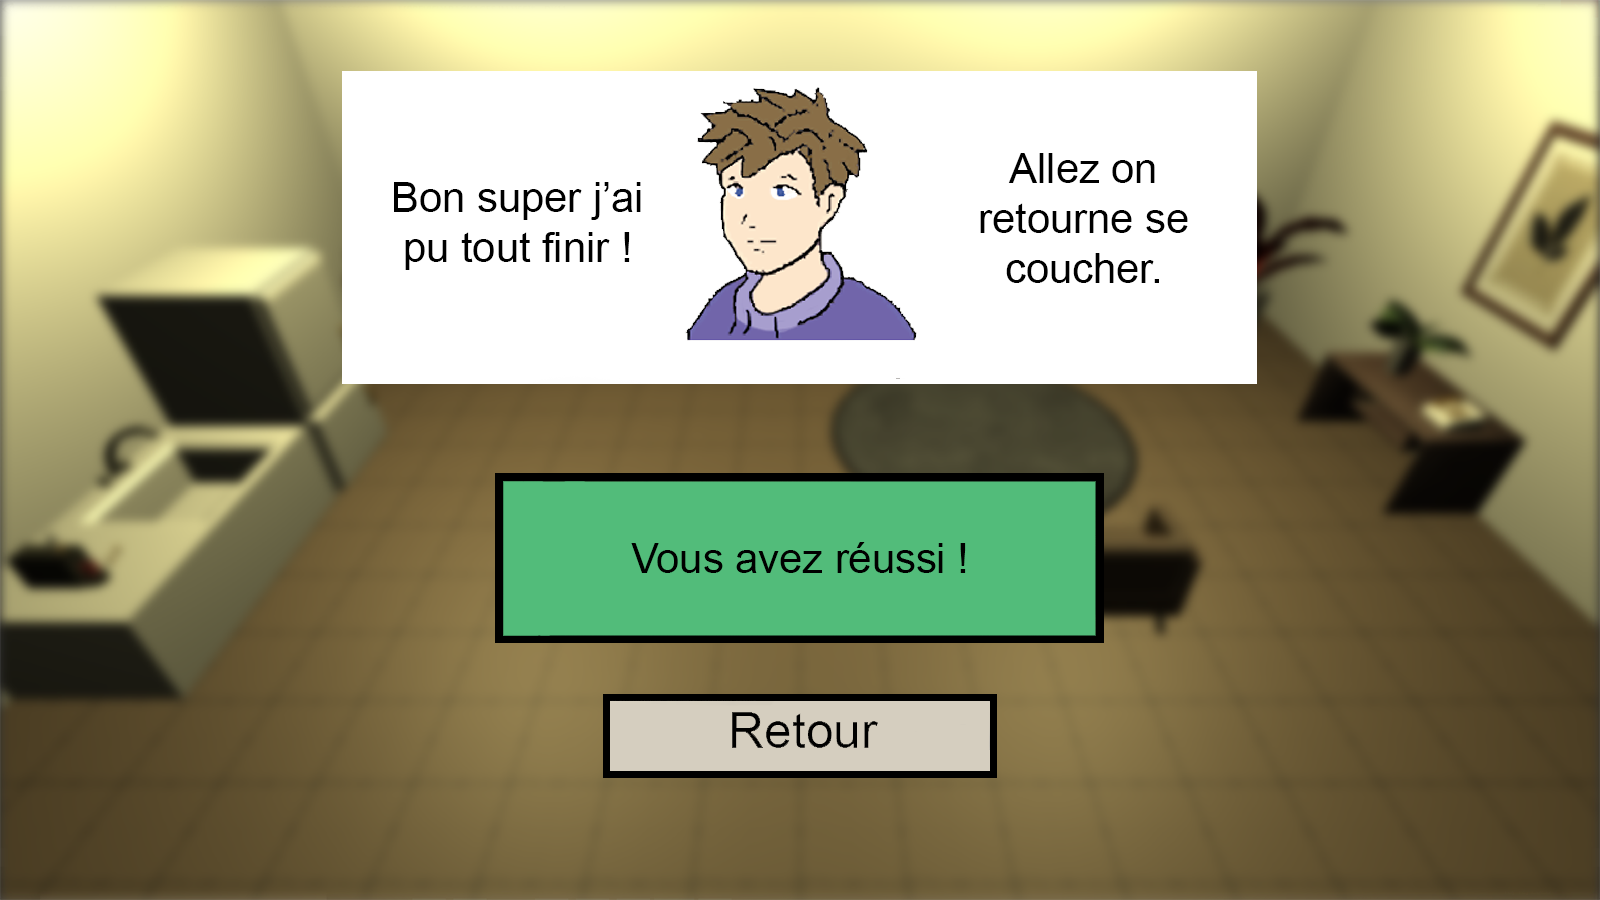 Bon super j’ai
pu tout finir !
Allez on
retourne se
coucher.
Vous avez réussi !
Retour